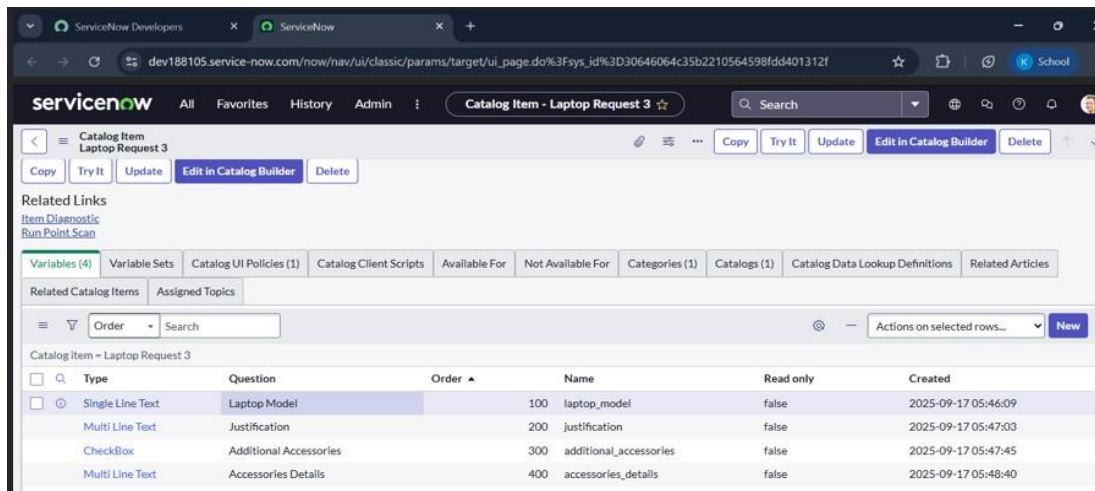 ServiceNow Developers × ServiceNow × +
dev188105.service-now.com/now/nav/ui/classic/params/target/ui_page.do%3Fsys_id%3D30646064c35b2210564598fdd401312f K School
servicenow All Favorites History Admin Catalog Item - Laptop Request 3 Search
Catalog Item
Laptop Request 3
Copy Try It Update Edit in Catalog Builder Delete
Copy Try It Update Edit in Catalog Builder Delete
Related Links
Item Diagnostic
Run Point Scan
Variables (4) Variable Sets Catalog UI Policies (1) Catalog Client Scripts Available For Not Available For Categories (1) Catalogs (1) Catalog Data Lookup Definitions Related Articles
Related Catalog Items Assigned Topics
Order Search Actions on selected rows... New
Catalog item = Laptop Request 3
Type Question Order Name Read only Created
Single Line Text Laptop Model 100 laptop_model false 2025-09-17 05:46:09
Multi Line Text Justification 200 justification false 2025-09-17 05:47:03
CheckBox Additional Accessories 300 additional_accessories false 2025-09-17 05:47:45
Multi Line Text Accessories Details 400 accessories_details false 2025-09-17 05:48:40